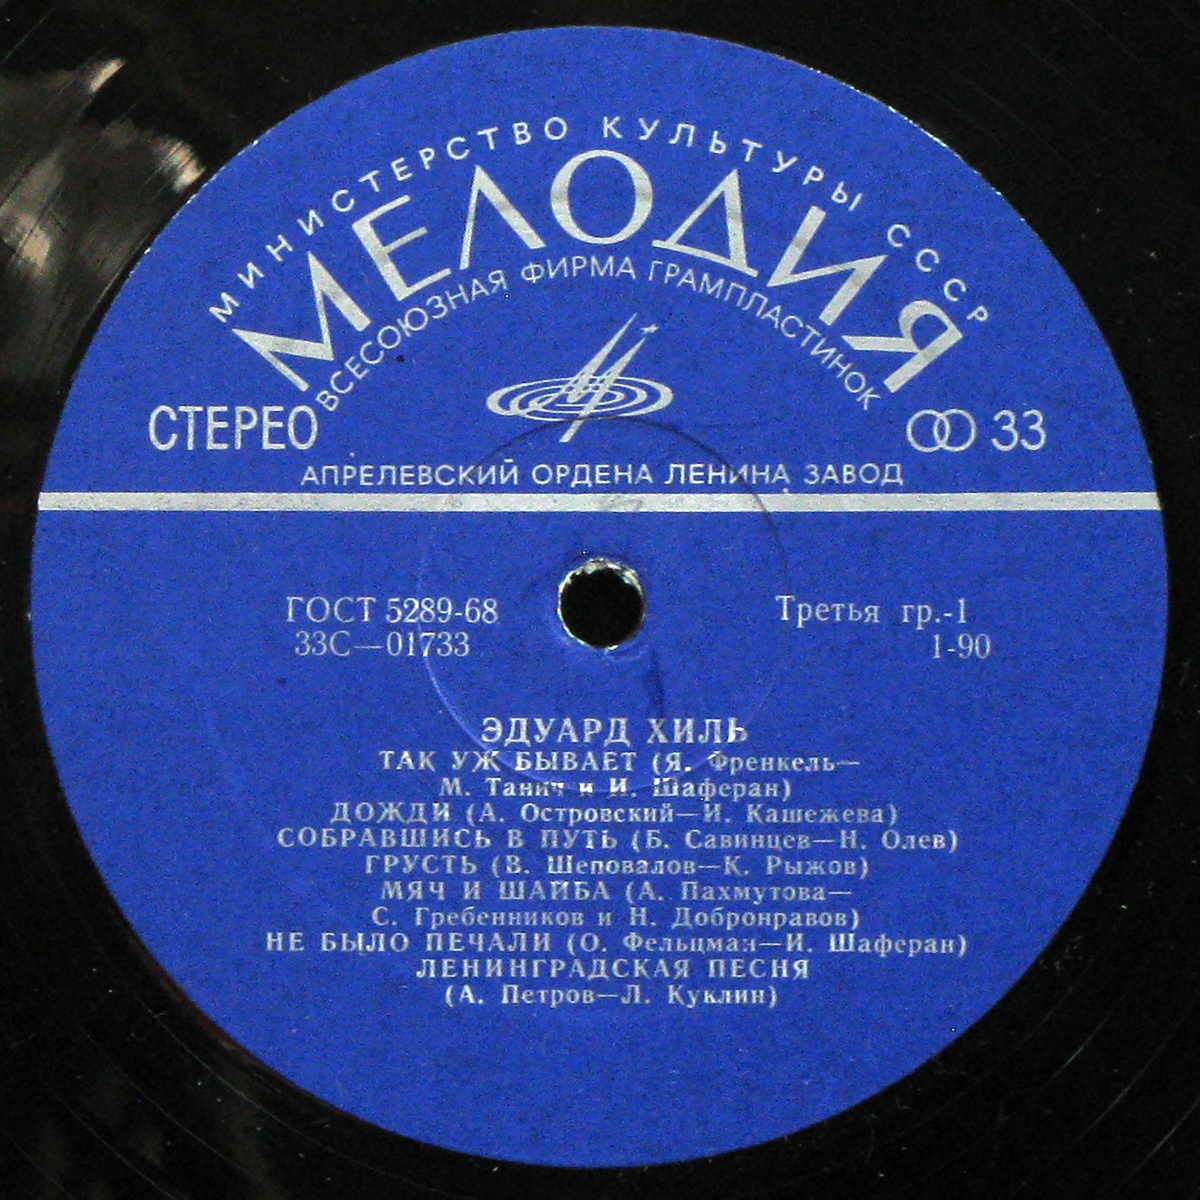 МИНИСТЕРСТВО КУЛЬТУРЫ СССР
МЕЛОДИЯ
ВСЕСОЮЗНАЯ ФИРМА ГРАМПЛАСТИНОК
СТЕРЕО 33
АПРЕЛЕВСКИЙ ОРДЕНА ЛЕНИНА ЗАВОД
ГОСТ 5289-68 Третья гр.-1
33С—01733 1-90
ЭДУАРД ХИЛЬ
ТАК УЖ БЫВАЕТ (Я. Френкель—
М. Танич и И. Шаферан)
ДОЖДИ (А. Островский—И. Кашежева)
СОБРАВШИСЬ В ПУТЬ (Б. Савинцев—Н. Олев)
ГРУСТЬ (В. Шеповалов—К. Рыжов)
МЯЧ И ШАЙБА (А. Пахмутова—
С. Гребенников и Н. Добронравов)
НЕ БЫЛО ПЕЧАЛИ (О. Фельцман—И. Шаферан)
ЛЕНИНГРАДСКАЯ ПЕСНЯ
(А. Петров—Л. Куклин)